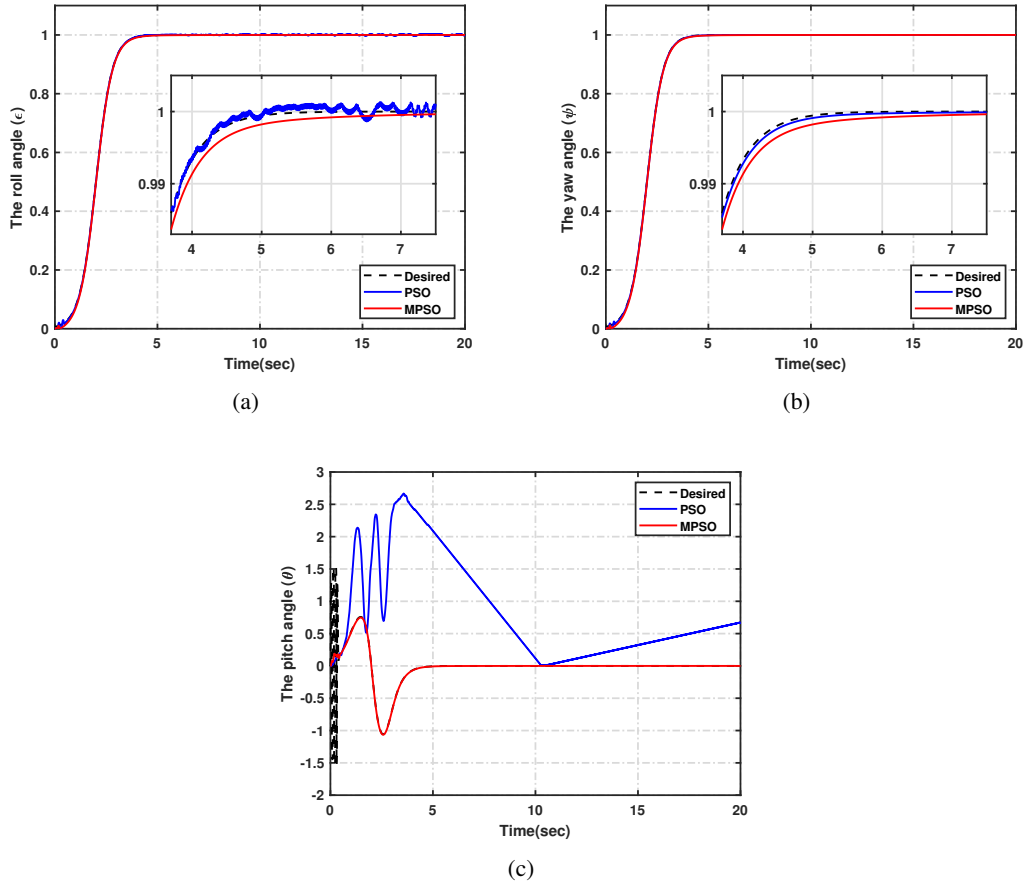 The roll angle (ϵ)
1
0.8
0.6
0.4
0.2
0
1
0.99
4 5 6 7
Desired
PSO
MPSO
0 5 10 15 20
Time(sec)
(a)
The yaw angle (ψ)
1
0.8
0.6
0.4
0.2
0
1
0.99
4 5 6 7
Desired
PSO
MPSO
0 5 10 15 20
Time(sec)
(b)
The pitch angle (θ)
3
2.5
2
1.5
1
0.5
0
-0.5
-1
-1.5
-2
Desired
PSO
MPSO
0 5 10 15 20
Time(sec)
(c)